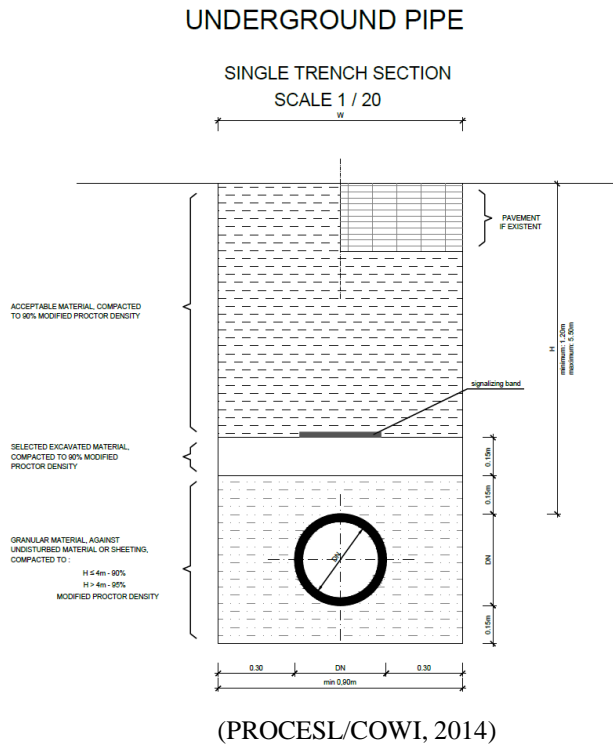 UNDERGROUND PIPE
SINGLE TRENCH SECTION
SCALE 1 / 20
W
PAVEMENT
IF EXISTENT
ACCEPTABLE MATERIAL, COMPACTED
TO 90% MODIFIED PROCTOR DENSITY
H
minimum: 1.20m
maximum: 5.50m
signalizing band
SELECTED EXCAVATED MATERIAL,
COMPACTED TO 90% MODIFIED
PROCTOR DENSITY
0.15m
0.15m
GRANULAR MATERIAL, AGAINST
UNDISTURBED MATERIAL OR SHEETING,
COMPACTED TO :
H ≤ 4m - 90%
H > 4m - 95%
MODIFIED PROCTOR DENSITY
DN
DN
0.15m
0.30 DN 0.30
min 0,90m
(PROCESL/COWI, 2014)